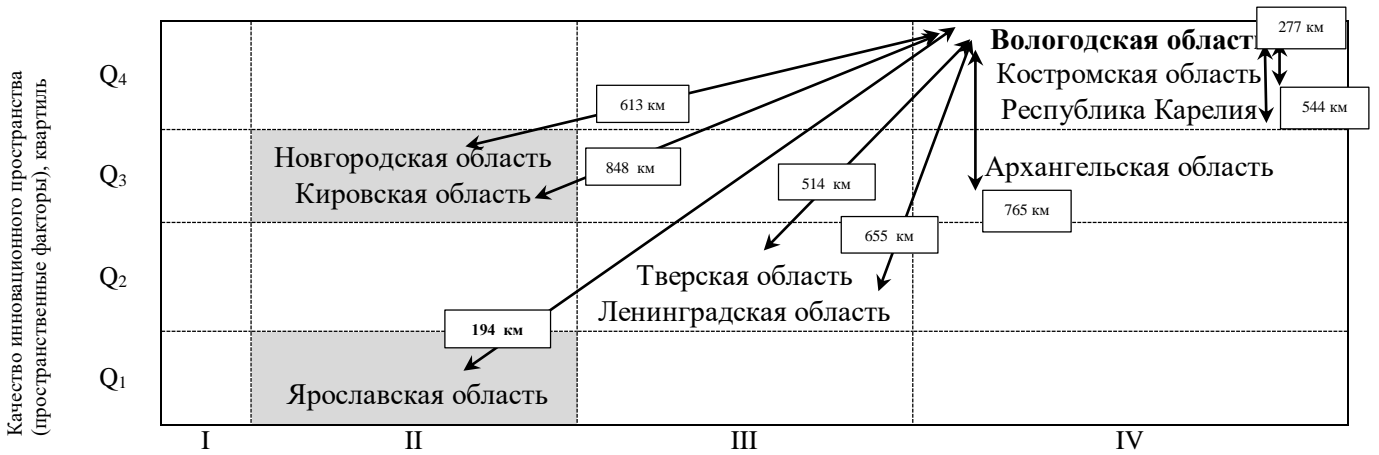 Качество инновационного пространства
(пространственные факторы), квартиль
Q4
Вологодская область
277 км
Костромская область
613 км
Республика Карелия
544 км
Q3
Новгородская область
848 км
514 км
Архангельская область
Кировская область
765 км
655 км
Q2
Тверская область
Ленинградская область
194 км
Q1
Ярославская область
I II III IV